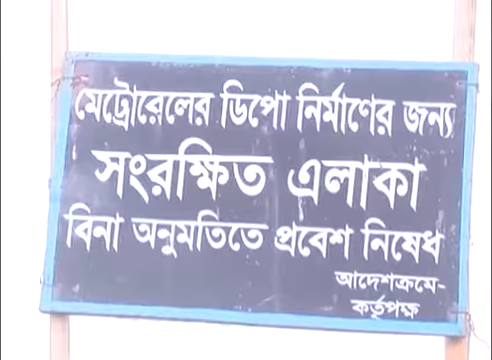 মেট্রোরেলের ডিপো নির্মাণের জন্য
সংরক্ষিত এলাকা
বিনা অনুমতিতে প্রবেশ নিষেধ
আদেশক্রমে-
কর্তৃপক্ষ